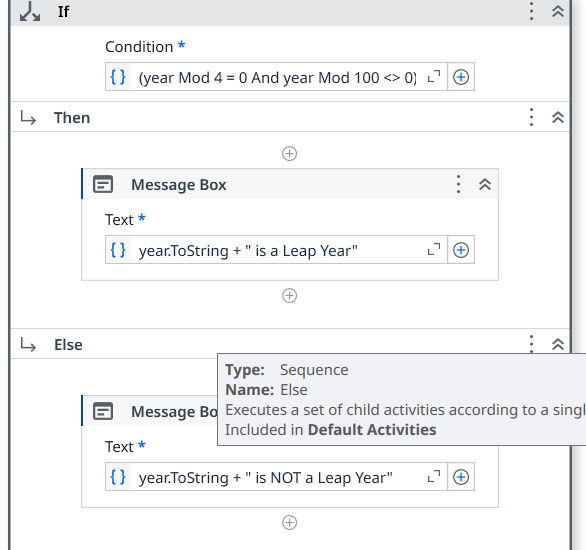 If
Condition *
(year Mod 4 = 0 And year Mod 100 <> 0)
Then
Message Box
Text *
year.ToString + " is a Leap Year"
Else
Type: Sequence
Name: Else
Executes a set of child activities according to a singl
Included in Default Activities
Message Bo
Text *
year.ToString + " is NOT a Leap Year"